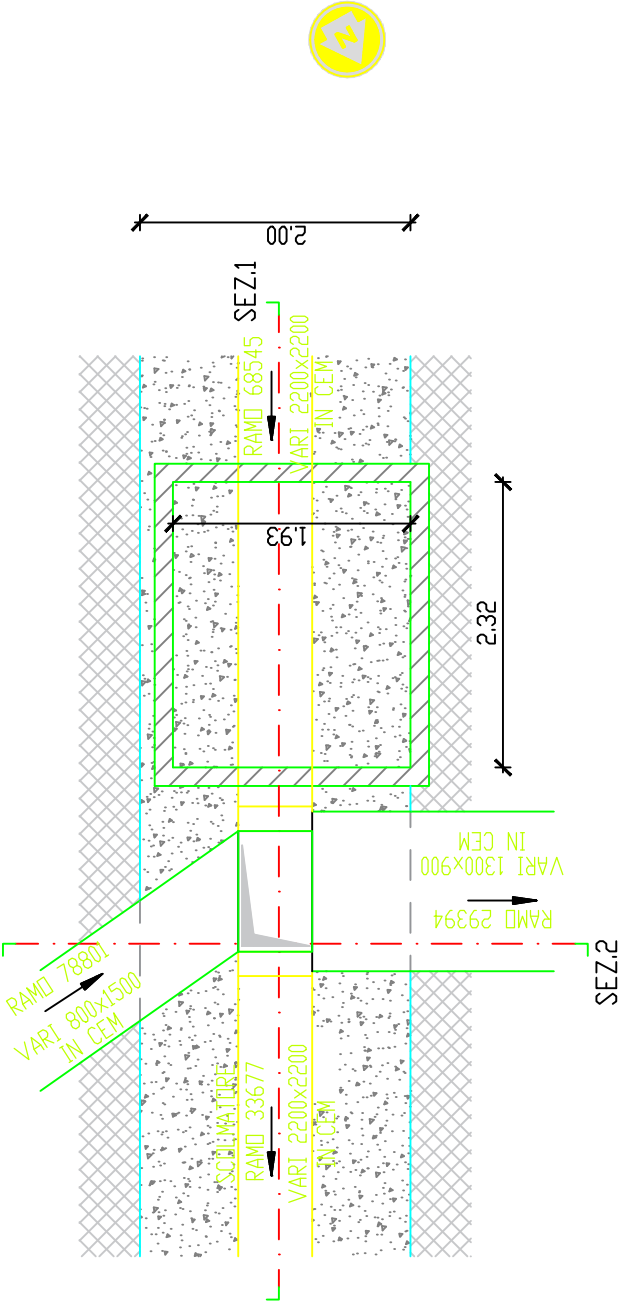 N
2.00
SEZ.1
RAMO 68545
VARI 2200x2200
IN CEM
1.93
2.32
VARI 1300x900
IN CEM
RAMO 29394
RAMO 78801
VARI 800x1500
IN CEM
SEZ.2
SCOLMATORE
RAMO 33677
VARI 2200x2200
IN CEM